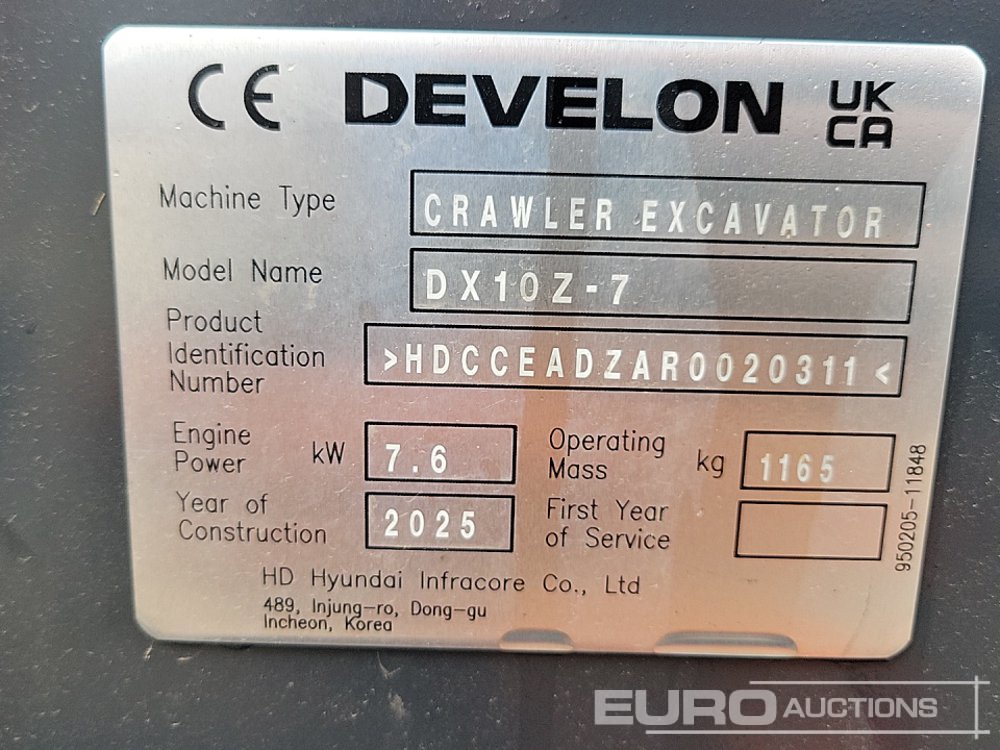 CE DEVELON UK CA
Machine Type CRAWLER EXCAVATOR
Model Name DX10Z-7
Product
Identification
Number >HDCCEADZAR0020311<
Engine
Power kW 7.6 Operating
Mass kg 1165
Year of
Construction 2025 First Year
of Service
950205-11848
HD Hyundai Infracore Co., Ltd
489, Injung-ro, Dong-gu
Incheon, Korea
EURO AUCTIONS